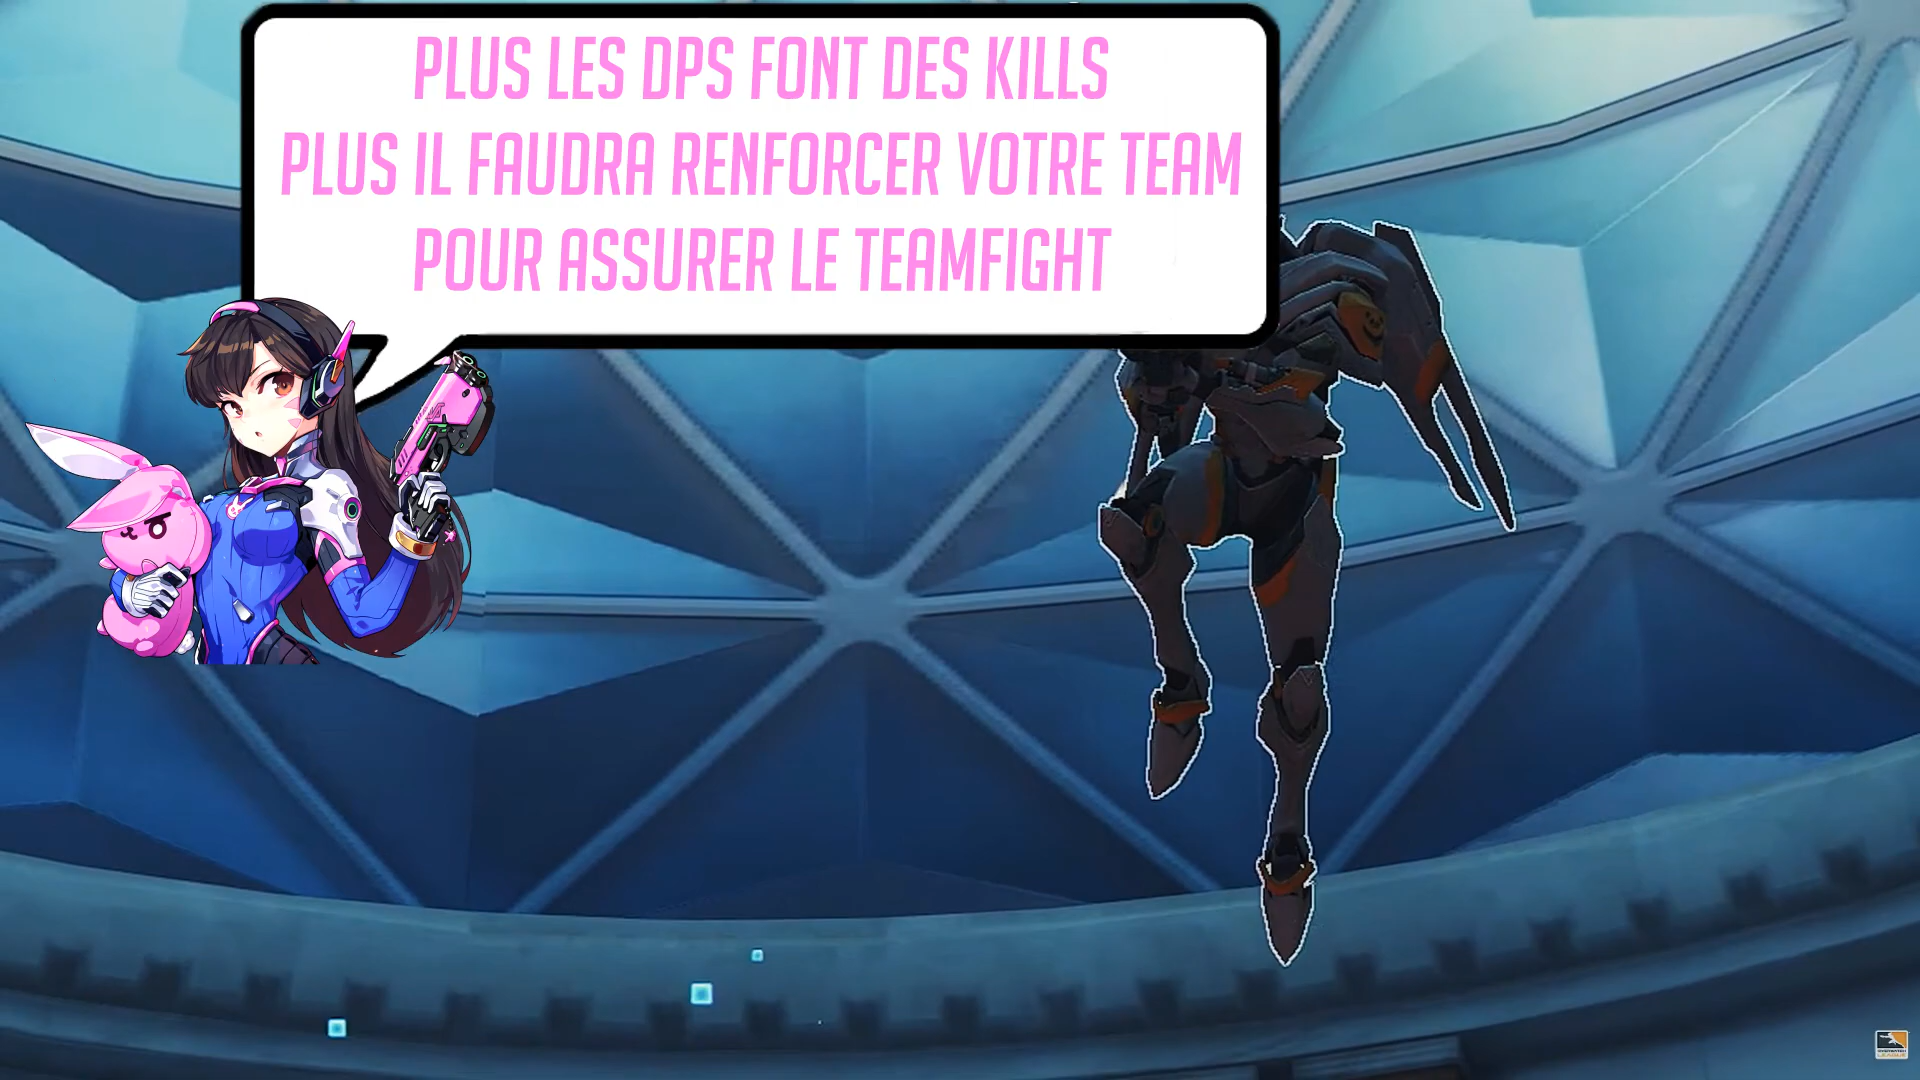 PLUS LES DPS FONT DES KILLS
PLUS IL FAUDRA RENFORCER VOTRE TEAM
POUR ASSURER LE TEAMFIGHT